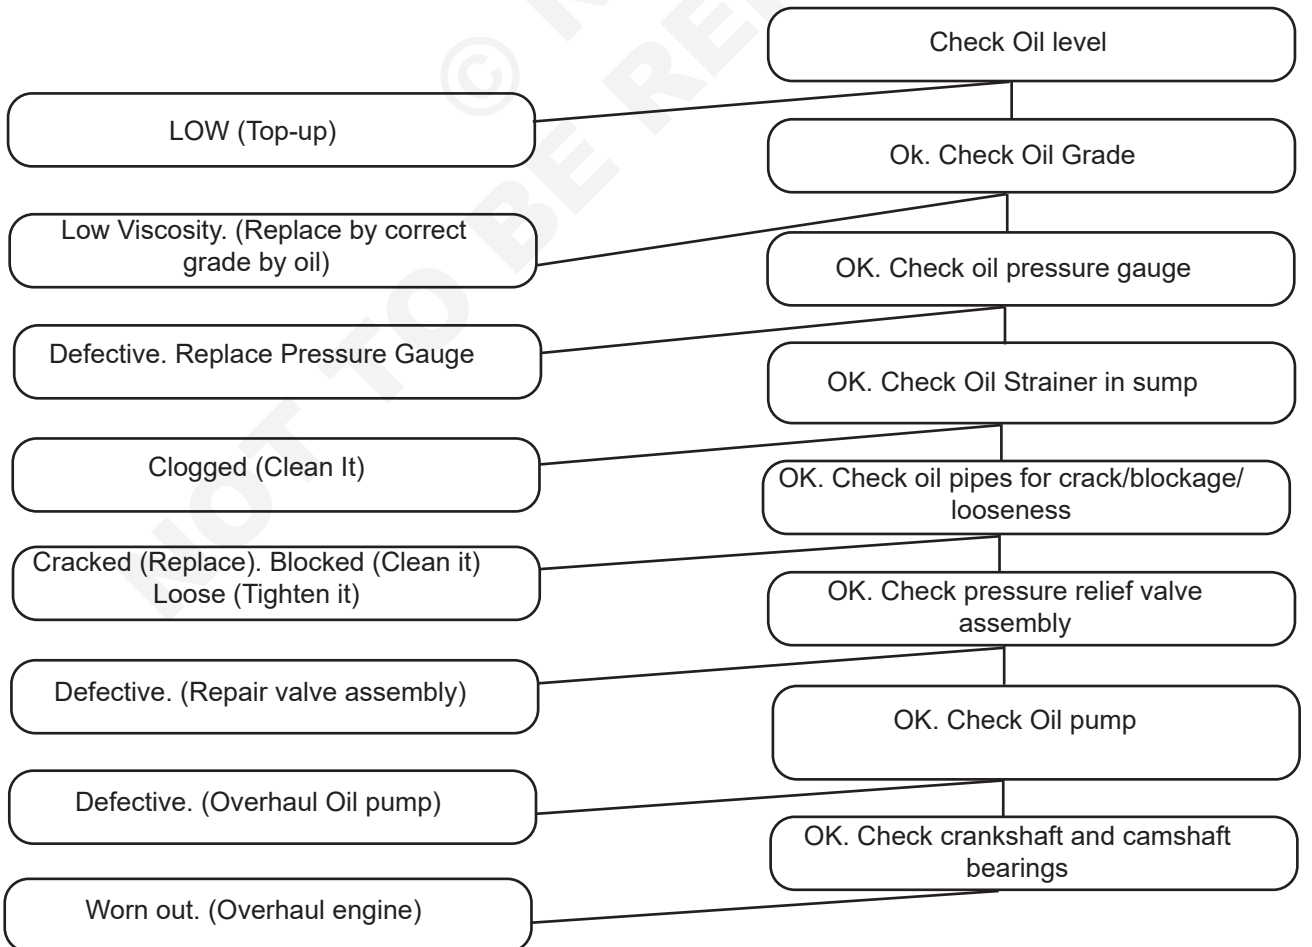 Check Oil level
LOW (Top-up)
Ok. Check Oil Grade
Low Viscosity. (Replace by correct
grade by oil)
OK. Check oil pressure gauge
Defective. Replace Pressure Gauge
OK. Check Oil Strainer in sump
Clogged (Clean It)
OK. Check oil pipes for crack/blockage/
looseness
Cracked (Replace). Blocked (Clean it)
Loose (Tighten it)
OK. Check pressure relief valve
assembly
Defective. (Repair valve assembly)
OK. Check Oil pump
Defective. (Overhaul Oil pump)
OK. Check crankshaft and camshaft
bearings
Worn out. (Overhaul engine)
©
NOT TO BE